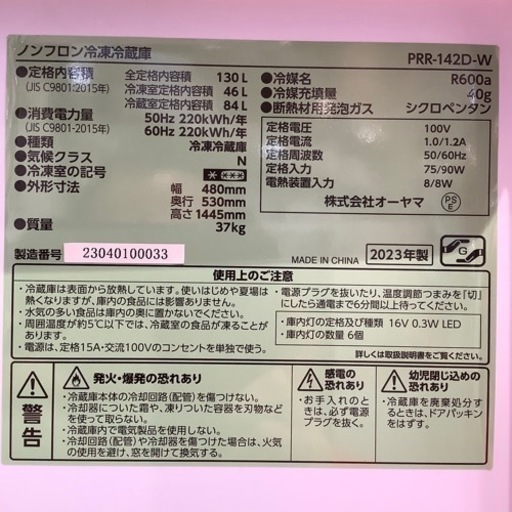 ノンフロン冷凍冷蔵庫 PRR-142D-W
●定格内容積 全定格内容積 130L
(JIS C9801:2015年) 冷凍室定格内容積 46L
冷蔵室定格内容積 84L
●消費電力量 50Hz 220kWh/年
(JIS C9801-2015年) 60Hz 220kWh/年
●種類 冷凍冷蔵庫
●気候クラス N
●冷凍室の記号
●外形寸法 幅 480mm
奥行 530mm
高さ 1445mm
●質量 37kg
●冷媒名 R600a
●冷媒充填量 40g
●断熱材用発泡ガス シクロペンタン
定格電圧 100V
定格電流 1.0/1.2A
定格周波数 50/60Hz
定格入力 75/90W
電熱装置入力 8/8W
株式会社オーヤマ
PS
E
製造番号 23040100033
MADE IN CHINA 2023年製
G
使用上のご注意
・冷蔵庫は表面から放熱しています。使いはじめや夏場は
熱くなりますが、庫内の食品には影響ありません。
・水気の多い食品は庫内の奥に置かないでください。
・周囲温度が約5℃以下では、冷蔵室の食品が凍ることが
あります。
・電源は、定格15A・交流100Vのコンセントを単独で使う。
・電源プラグを抜いたり、温度調節つまみを「切」
にしたら通電まで6分間以上待ってください。
・庫内灯の定格及び種類 16V 0.3W LED
・庫内灯の数量 6個
詳しくは取扱説明書をご覧ください。
警告
発火・爆発の恐れあり
・冷蔵庫本体の冷却回路(配管)を傷つけない。
・冷却器についた霜や、凍りついた容器を刃物など
を使って取らない。
・冷蔵庫内で電気製品を使用しない。
・冷却回路(配管)や冷却器を傷つけた場合は、火気
の使用を避け、窓を開けて換気する。
感電の
恐れあり
・お手入れのとき
は、必ず電源
プラグを抜く。
幼児閉じ込めの
恐れあり
・冷蔵庫を廃棄処分
するときは、ドアパッキン
をはずす。